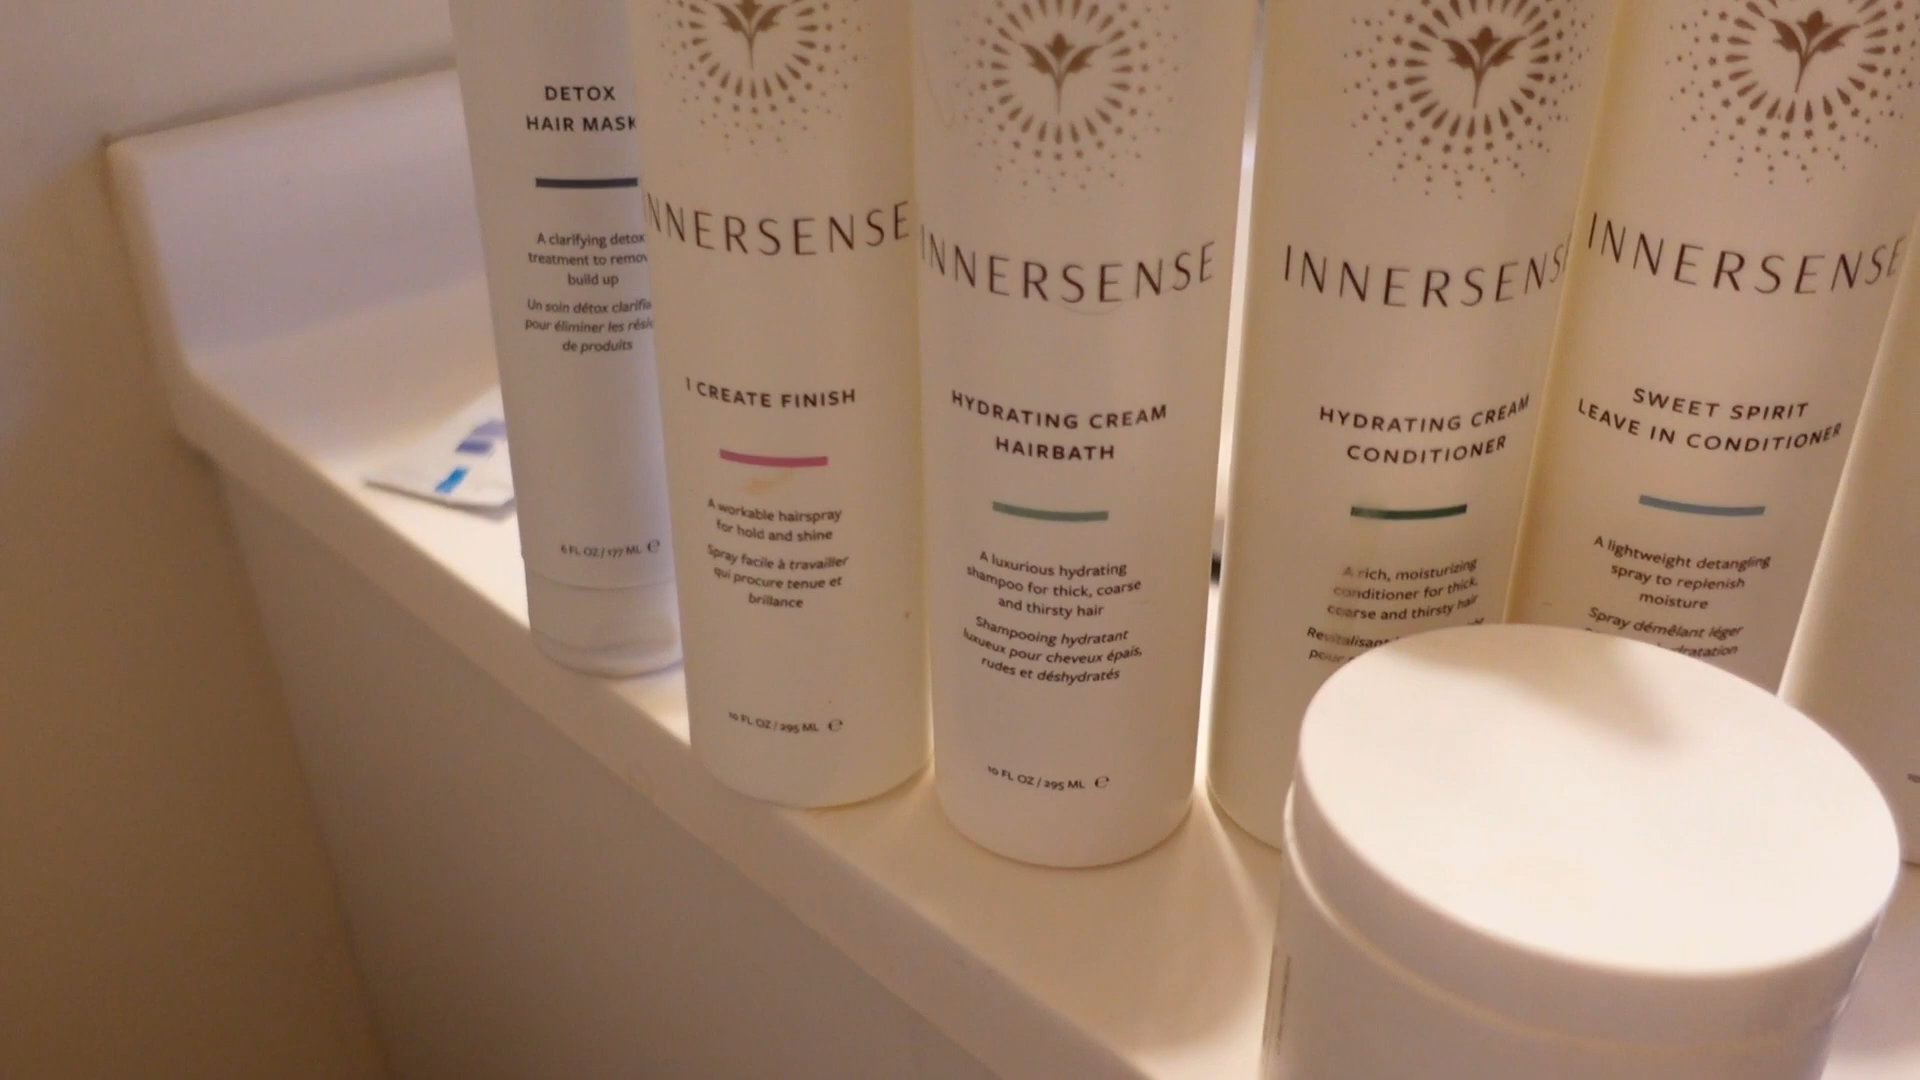 DETOX
HAIR MASK
A clarifying detox
treatment to
build up
Un soin détox
pour éliminer les
de produits
6 FL OZ / 177 ML ℮
INNERSENSE
I CREATE FINISH
A workable hairspray
for hold and shine
Spray facile à travailler
qui procure tenue et
brillance
10 FL OZ / 295 ML ℮
INNERSENSE
HYDRATING CREAM
HAIRBATH
A luxurious hydrating
shampoo for thick, coarse
and thirsty hair
Shampooing hydratant
luxueux pour cheveux épais,
rudes et déshydratés
10 FL OZ / 295 ML ℮
INNERSENSE
HYDRATING CREAM
CONDITIONER
A rich, moisturizing
conditioner for thick,
coarse and thirsty hair
INNERSENSE
SWEET SPIRIT
LEAVE IN CONDITIONER
A lightweight detangling
spray to replenish
moisture
Spray démêlant léger